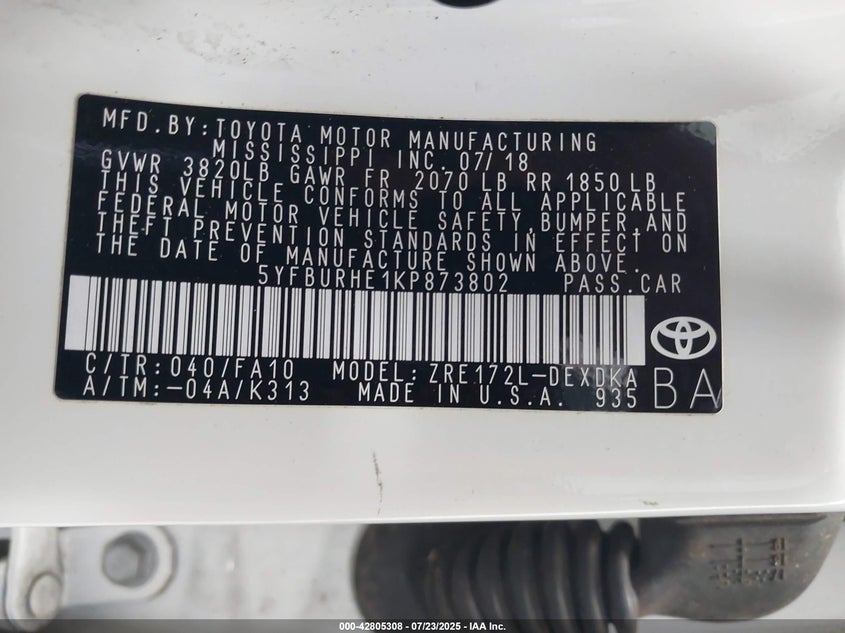 MFD.BY:TOYOTA MOTOR MANUFACTURING
MISSISSIPPI INC. 07/18
GVWR 3820LB GAWR FR 2070 LB RR 1850 LB
THIS VEHICLE CONFORMS TO ALL APPLICABLE
FEDERAL MOTOR VEHICLE SAFETY,BUMPER,AND
THEFT PREVENTION STANDARDS IN EFFECT ON
THE DATE OF MANUFACTURE SHOWN ABOVE.
5YFBURHE1KP873802 PASS.CAR
C/TR:040/FA10 MODEL:ZRE172L-DEXDKA
A/TM:-04A/K313 MADE IN U.S.A. 935 BA
000-42805308 - 07/23/2025 - IAA Inc.